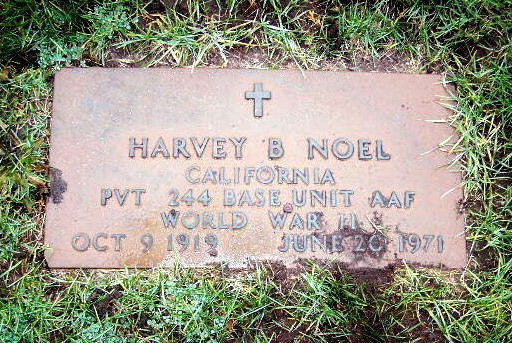 HARVEY B NOEL
CALIFORNIA
PVT 244 BASE UNIT AAF
WORLD WAR II
OCT 9 1919 JUNE 20 1971